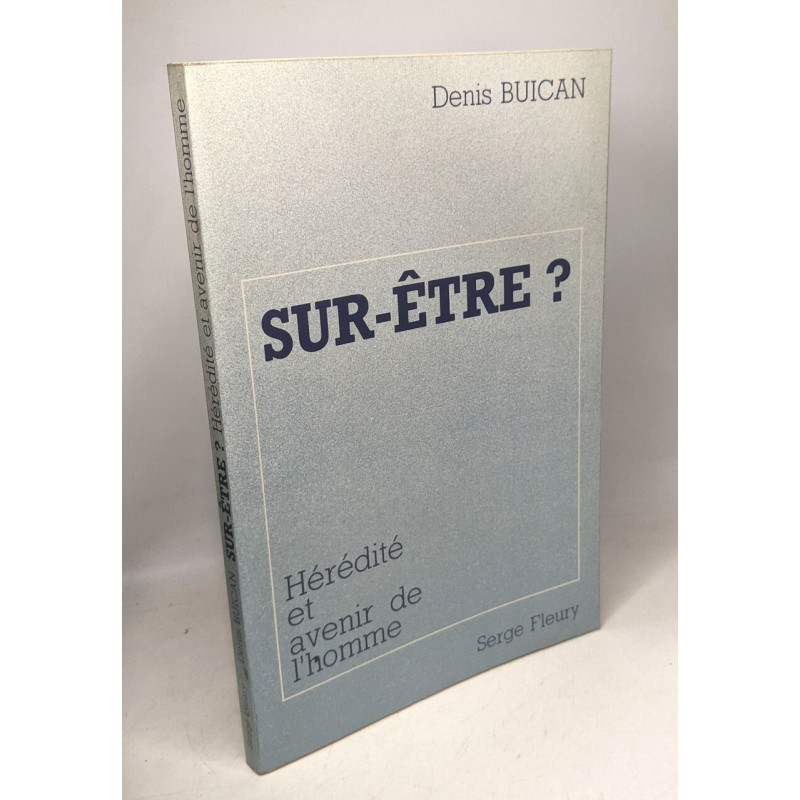 Denis BUICAN
SUR-ÊTRE ?
Hérédité
et
avenir de
l'homme
Serge Fleury
Denis BUICAN SUR-ÊTRE ? Hérédité et avenir de l'homme